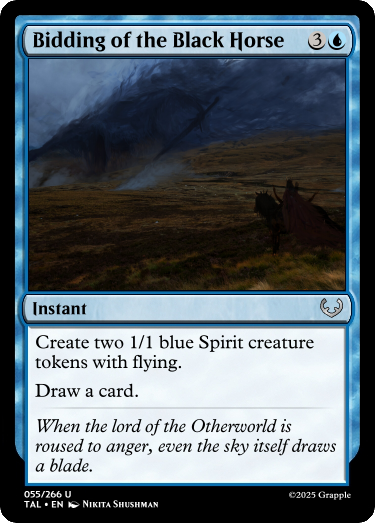 Bidding of the Black Horse 3
Instant
Create two 1/1 blue Spirit creature
tokens with flying.
Draw a card.
When the lord of the Otherworld is
roused to anger, even the sky itself draws
a blade.
055/266 U
TAL • EN Nikita Shushman
©2025 Grapple